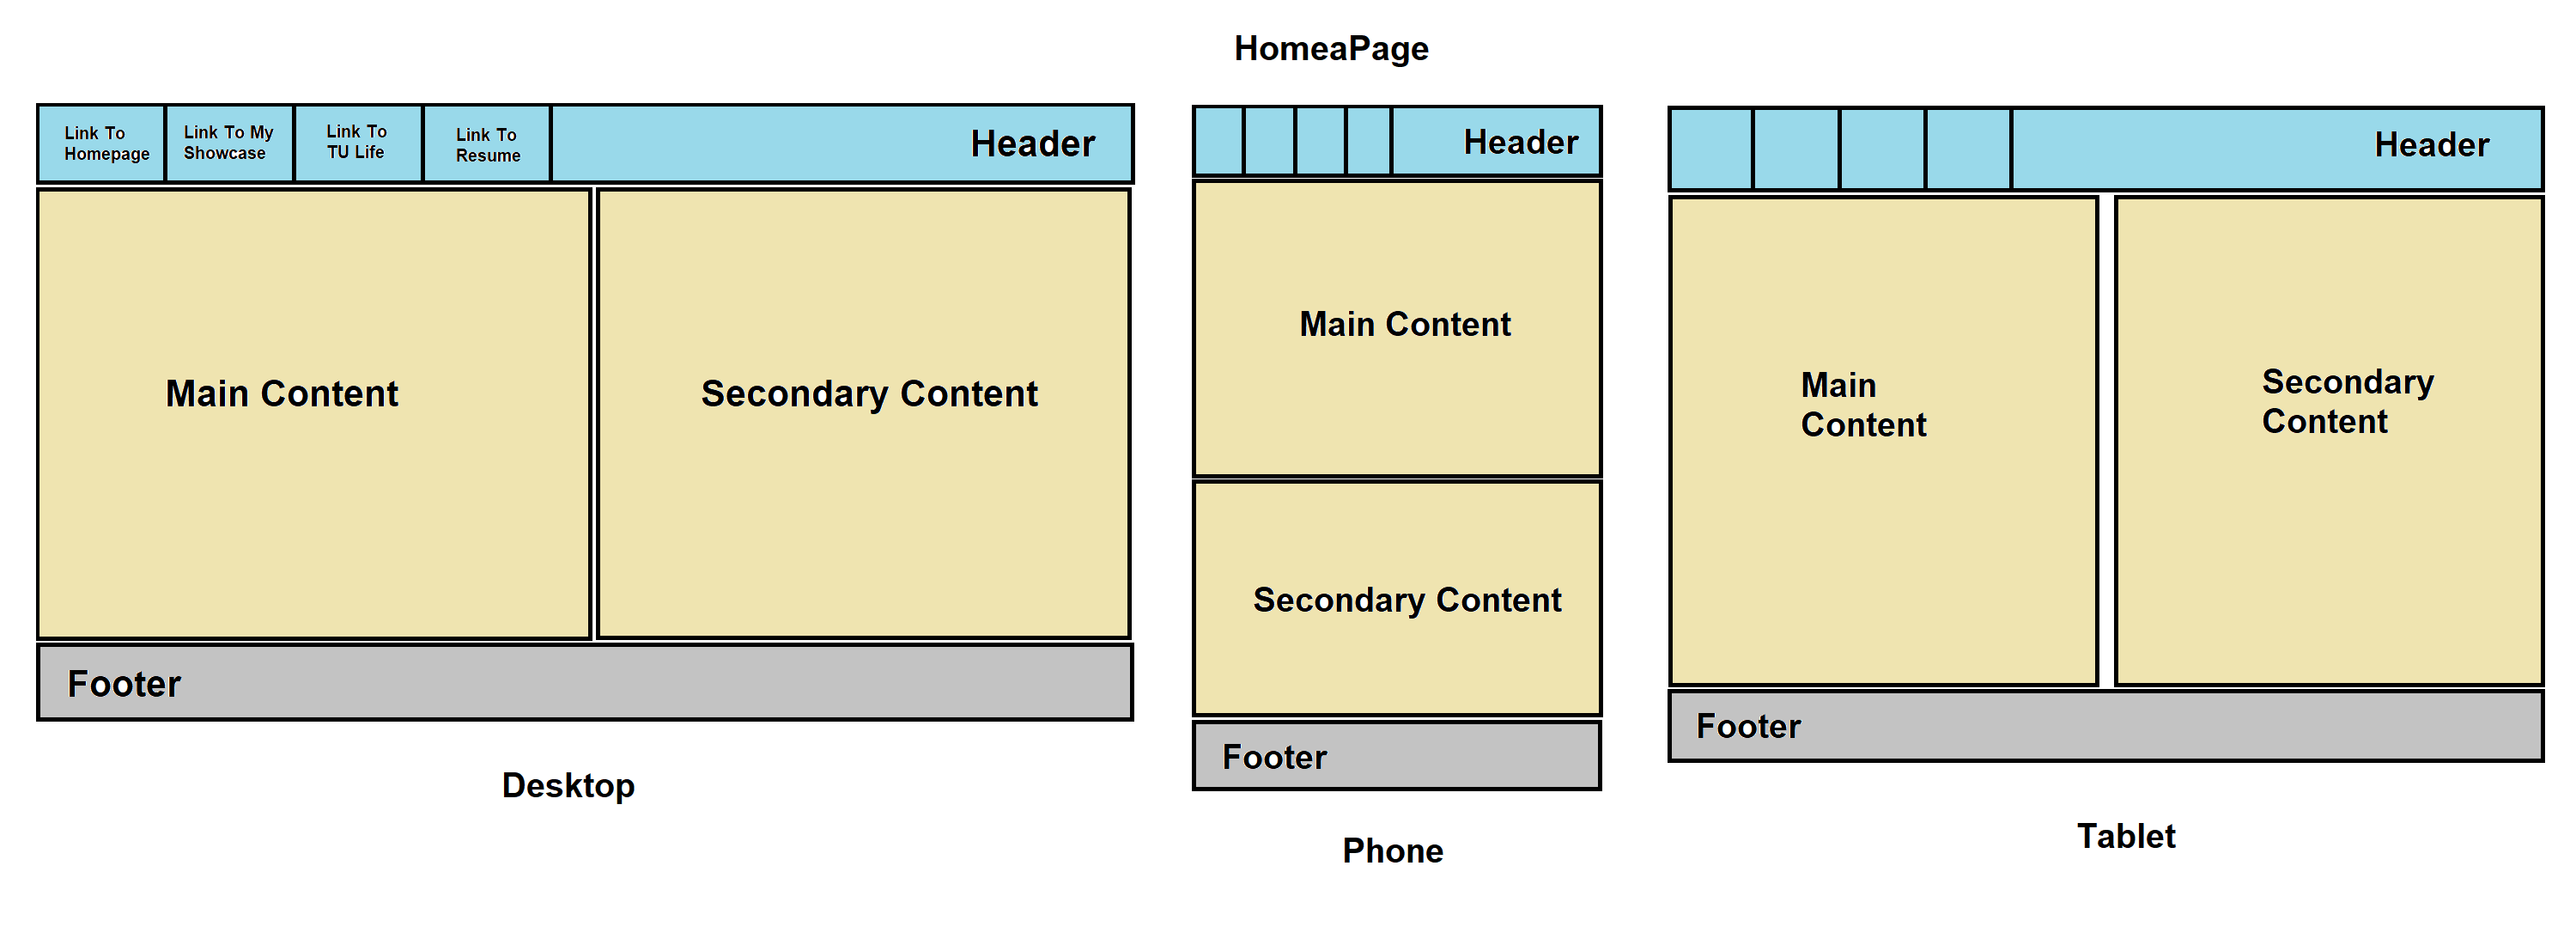 HomeaPage
Link To
Homepage
Link To My
Showcase
Link To
TU Life
Link To
Resume
Header
Main Content
Secondary Content
Footer
Desktop
Header
Main Content
Secondary Content
Footer
Phone
Header
Main
Content
Secondary
Content
Footer
Tablet